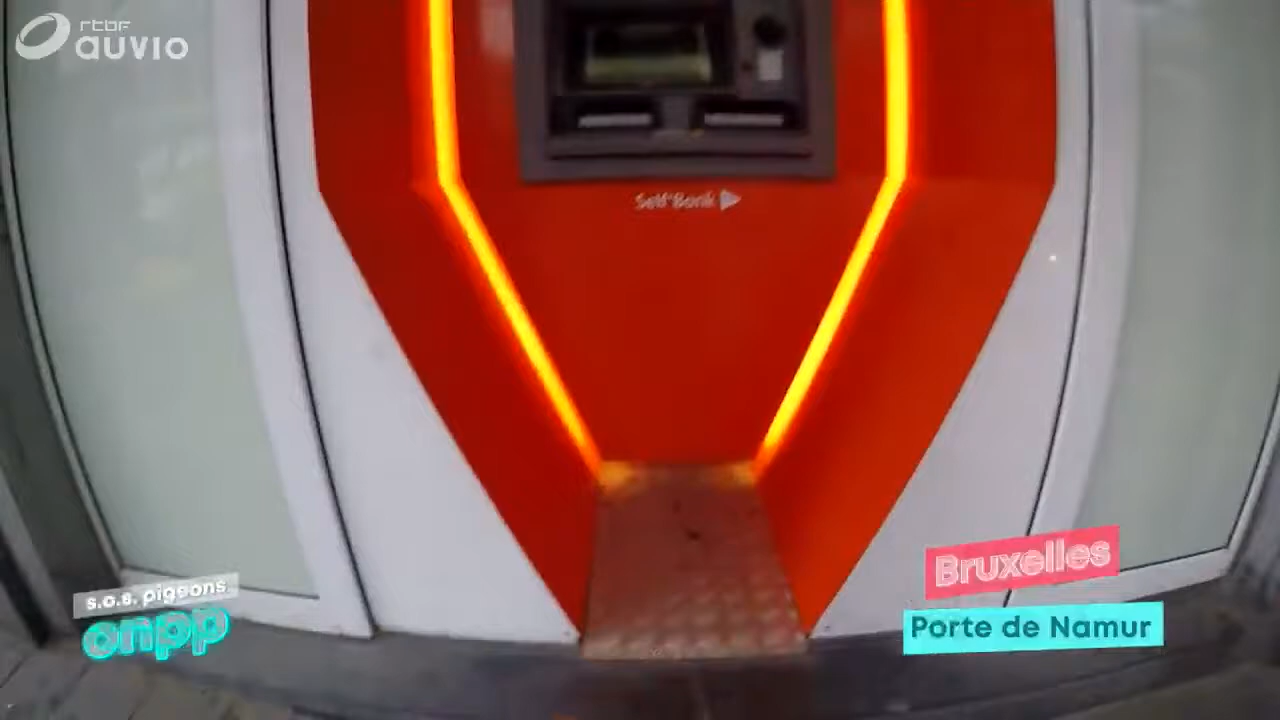 rtbf
auvio
Self'Bank
s.o.s. pigeons
onpp
Bruxelles
Porte de Namur